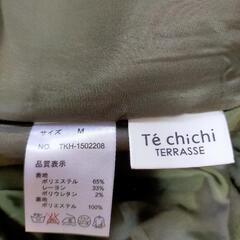 サイズ M
NO. TKH-1502208
品質表示
表地
ポリエステル 65%
レーヨン 33%
ポリウレタン 2%
裏地
ポリエステル 100%
Té chichi
TERRASSE